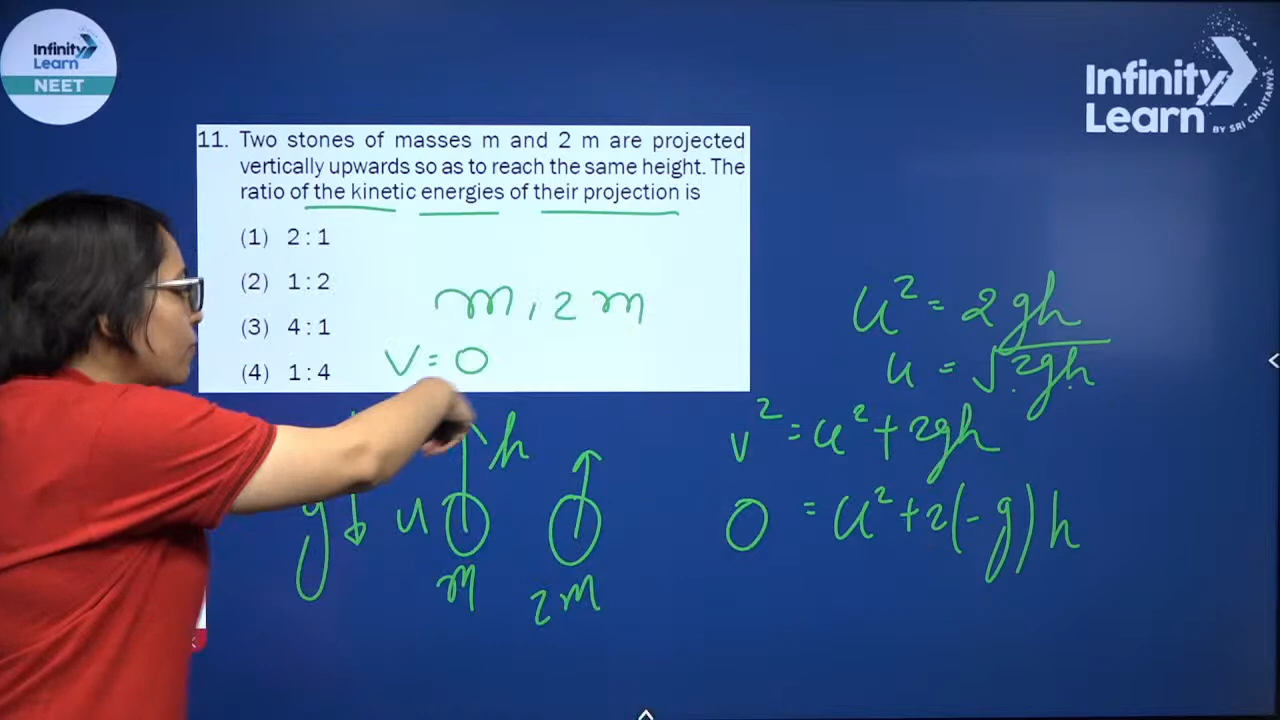 Infinity
Learn
NEET
Infinity
Learn
BY SRI CHAITANYA
11. Two stones of masses m and 2 m are projected
vertically upwards so as to reach the same height. The
ratio of the kinetic energies of their projection is
(1) 2 : 1
(2) 1 : 2
(3) 4 : 1
(4) 1 : 4
m, 2 m
v = 0
u² = 2gh
u = √2gh
v² = u² + 2gh
0 = u² + 2(-g)h
h
g
u
m
2m